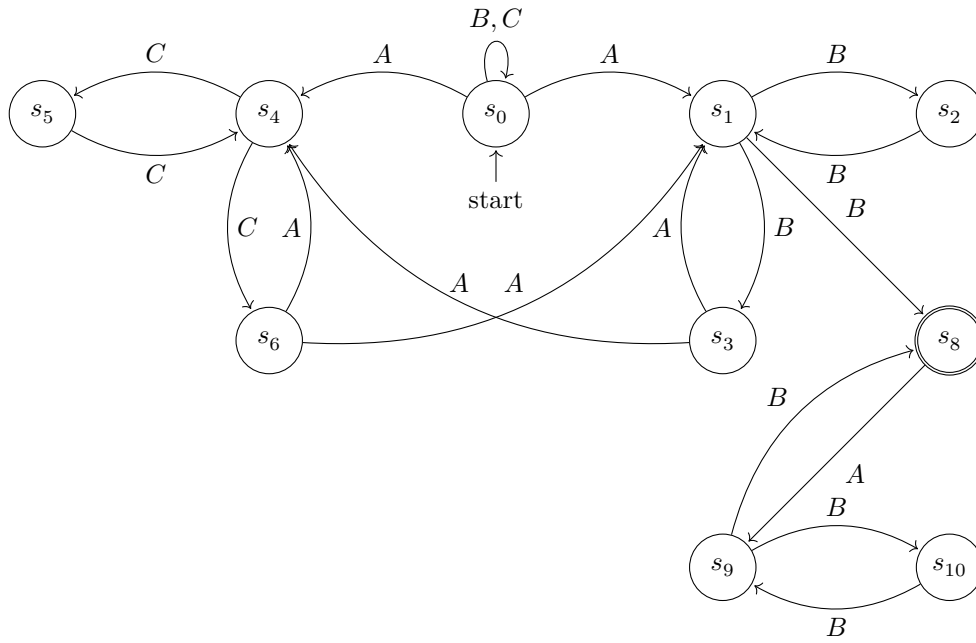 B, C
C A A B
s5 s4 s0 s1 s2
C B
start B
C A A B
A A
s6 s3 s8
B
A
B
s9 s10
B